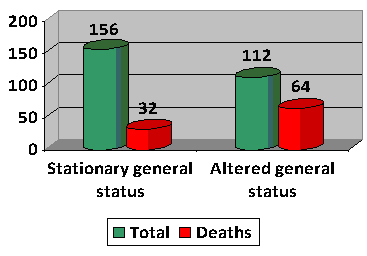 200
150
100
50
0
156
32
112
64
Stationary general
status
Altered general
status
Total Deaths